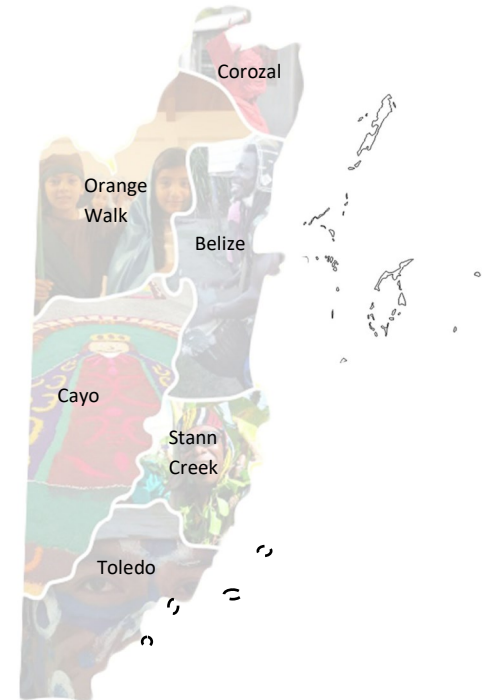 Corozal
Orange
Walk
Belize
Cayo
Stann
Creek
Toledo